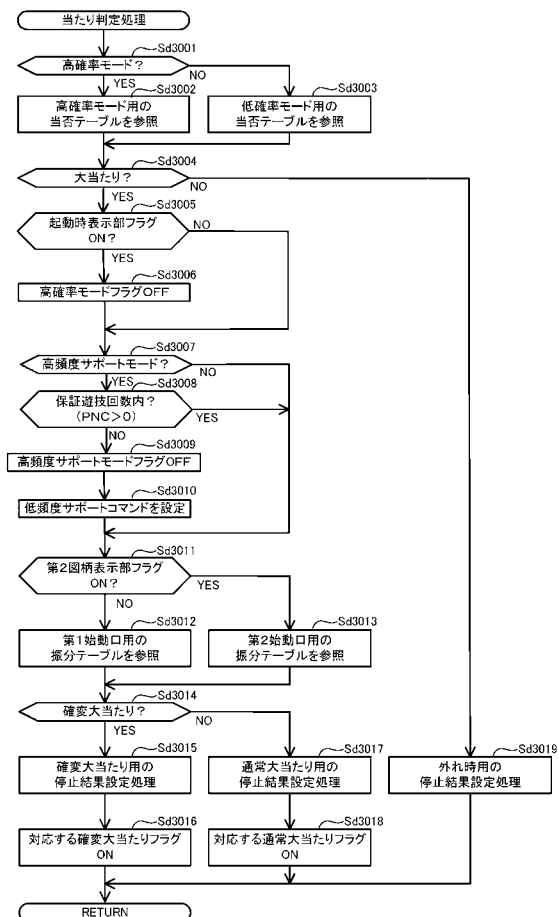 当たり判定処理
Sd3001
高確率モード?
YES
NO
Sd3002
高確率モード用の
当否テーブルを参照
Sd3003
低確率モード用の
当否テーブルを参照
Sd3004
大当たり?
YES
NO
Sd3005
起動時表示部フラグ
ON?
NO
YES
Sd3006
高確率モードフラグOFF
Sd3007
高頻度サポートモード?
YES
NO
Sd3008
保証遊技回数内?
(PNC>0)
YES
NO
Sd3009
高頻度サポートモードフラグOFF
Sd3010
低頻度サポートコマンドを設定
Sd3011
第2図柄表示部フラグ
ON?
YES
NO
Sd3012
第1始動口用の
振分テーブルを参照
Sd3013
第2始動口用の
振分テーブルを参照
Sd3014
確変大当たり?
YES
NO
Sd3015
確変大当たり用の
停止結果設定処理
Sd3017
通常大当たり用の
停止結果設定処理
Sd3019
外れ時用の
停止結果設定処理
Sd3016
対応する確変大当たりフラグ
ON
Sd3018
対応する通常大当たりフラグ
ON
RETURN